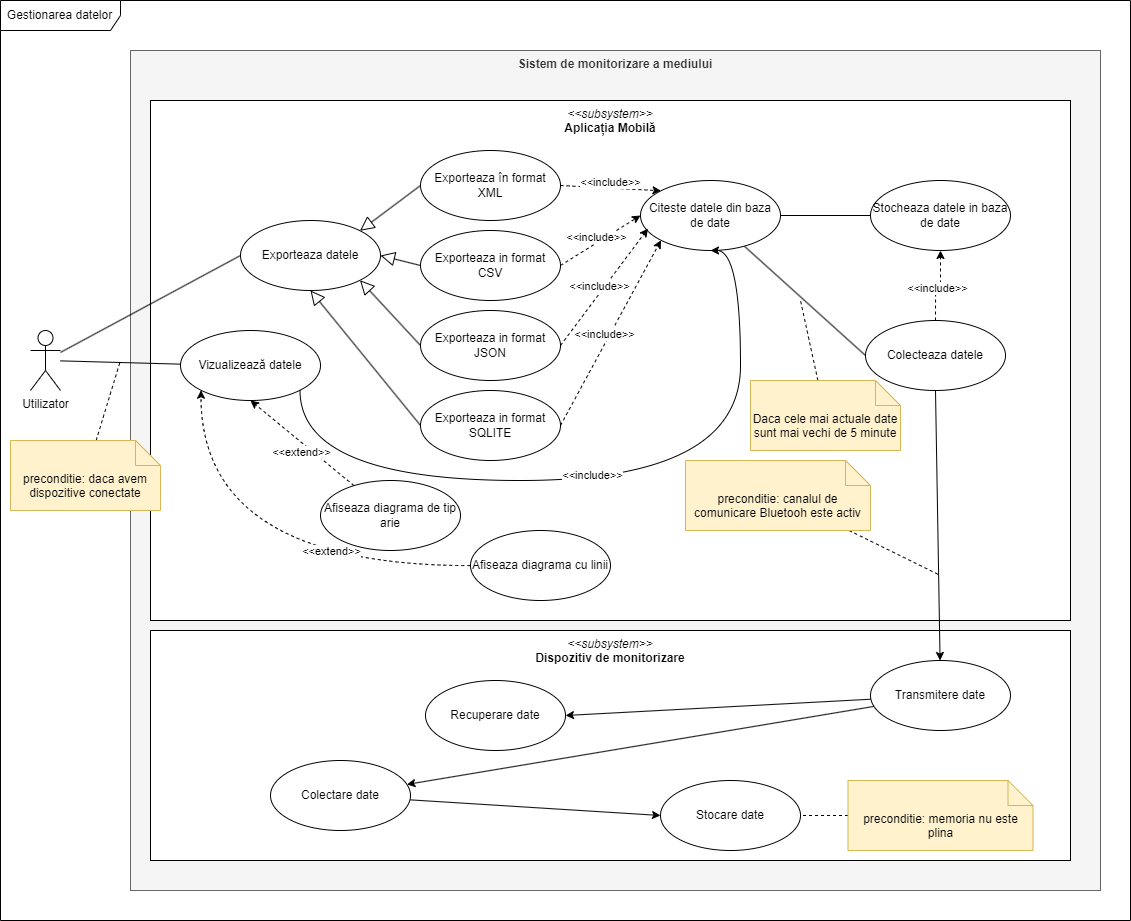 Gestionarea datelor
Sistem de monitorizare a mediului
<<subsystem>>
Aplicația Mobilă
Exporteaza în format
XML
<<include>>
Citeste datele din baza
de date
Stocheaza datele in baza
de date
Exporteaza datele
Exporteaza in format
CSV
<<include>>
<<include>>
<<include>>
Exporteaza in format
JSON
<<include>>
Colecteaza datele
Vizualizează datele
Utilizator
Exporteaza in format
SQLITE
Daca cele mai actuale date
sunt mai vechi de 5 minute
<<extend>>
<<include>>
preconditie: daca avem
dispozitive conectate
preconditie: canalul de
comunicare Bluetooh este activ
Afiseaza diagrama de tip
arie
<<extend>>
Afiseaza diagrama cu linii
<<subsystem>>
Dispozitiv de monitorizare
Transmitere date
Recuperare date
Colectare date
Stocare date
preconditie: memoria nu este
plina